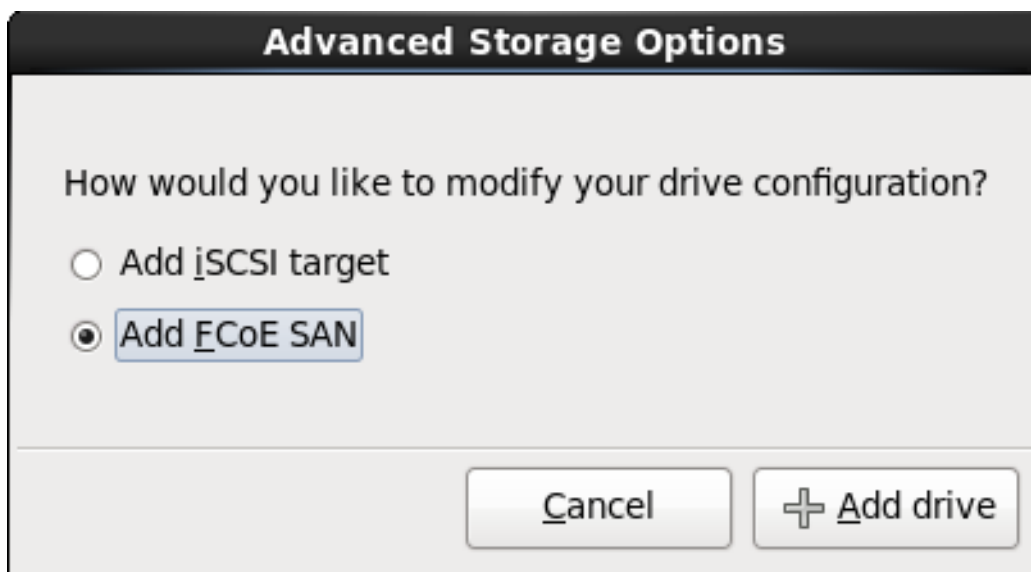 Advanced Storage Options
How would you like to modify your drive configuration?
Add iSCSI target
Add FCoE SAN
Cancel
Add drive